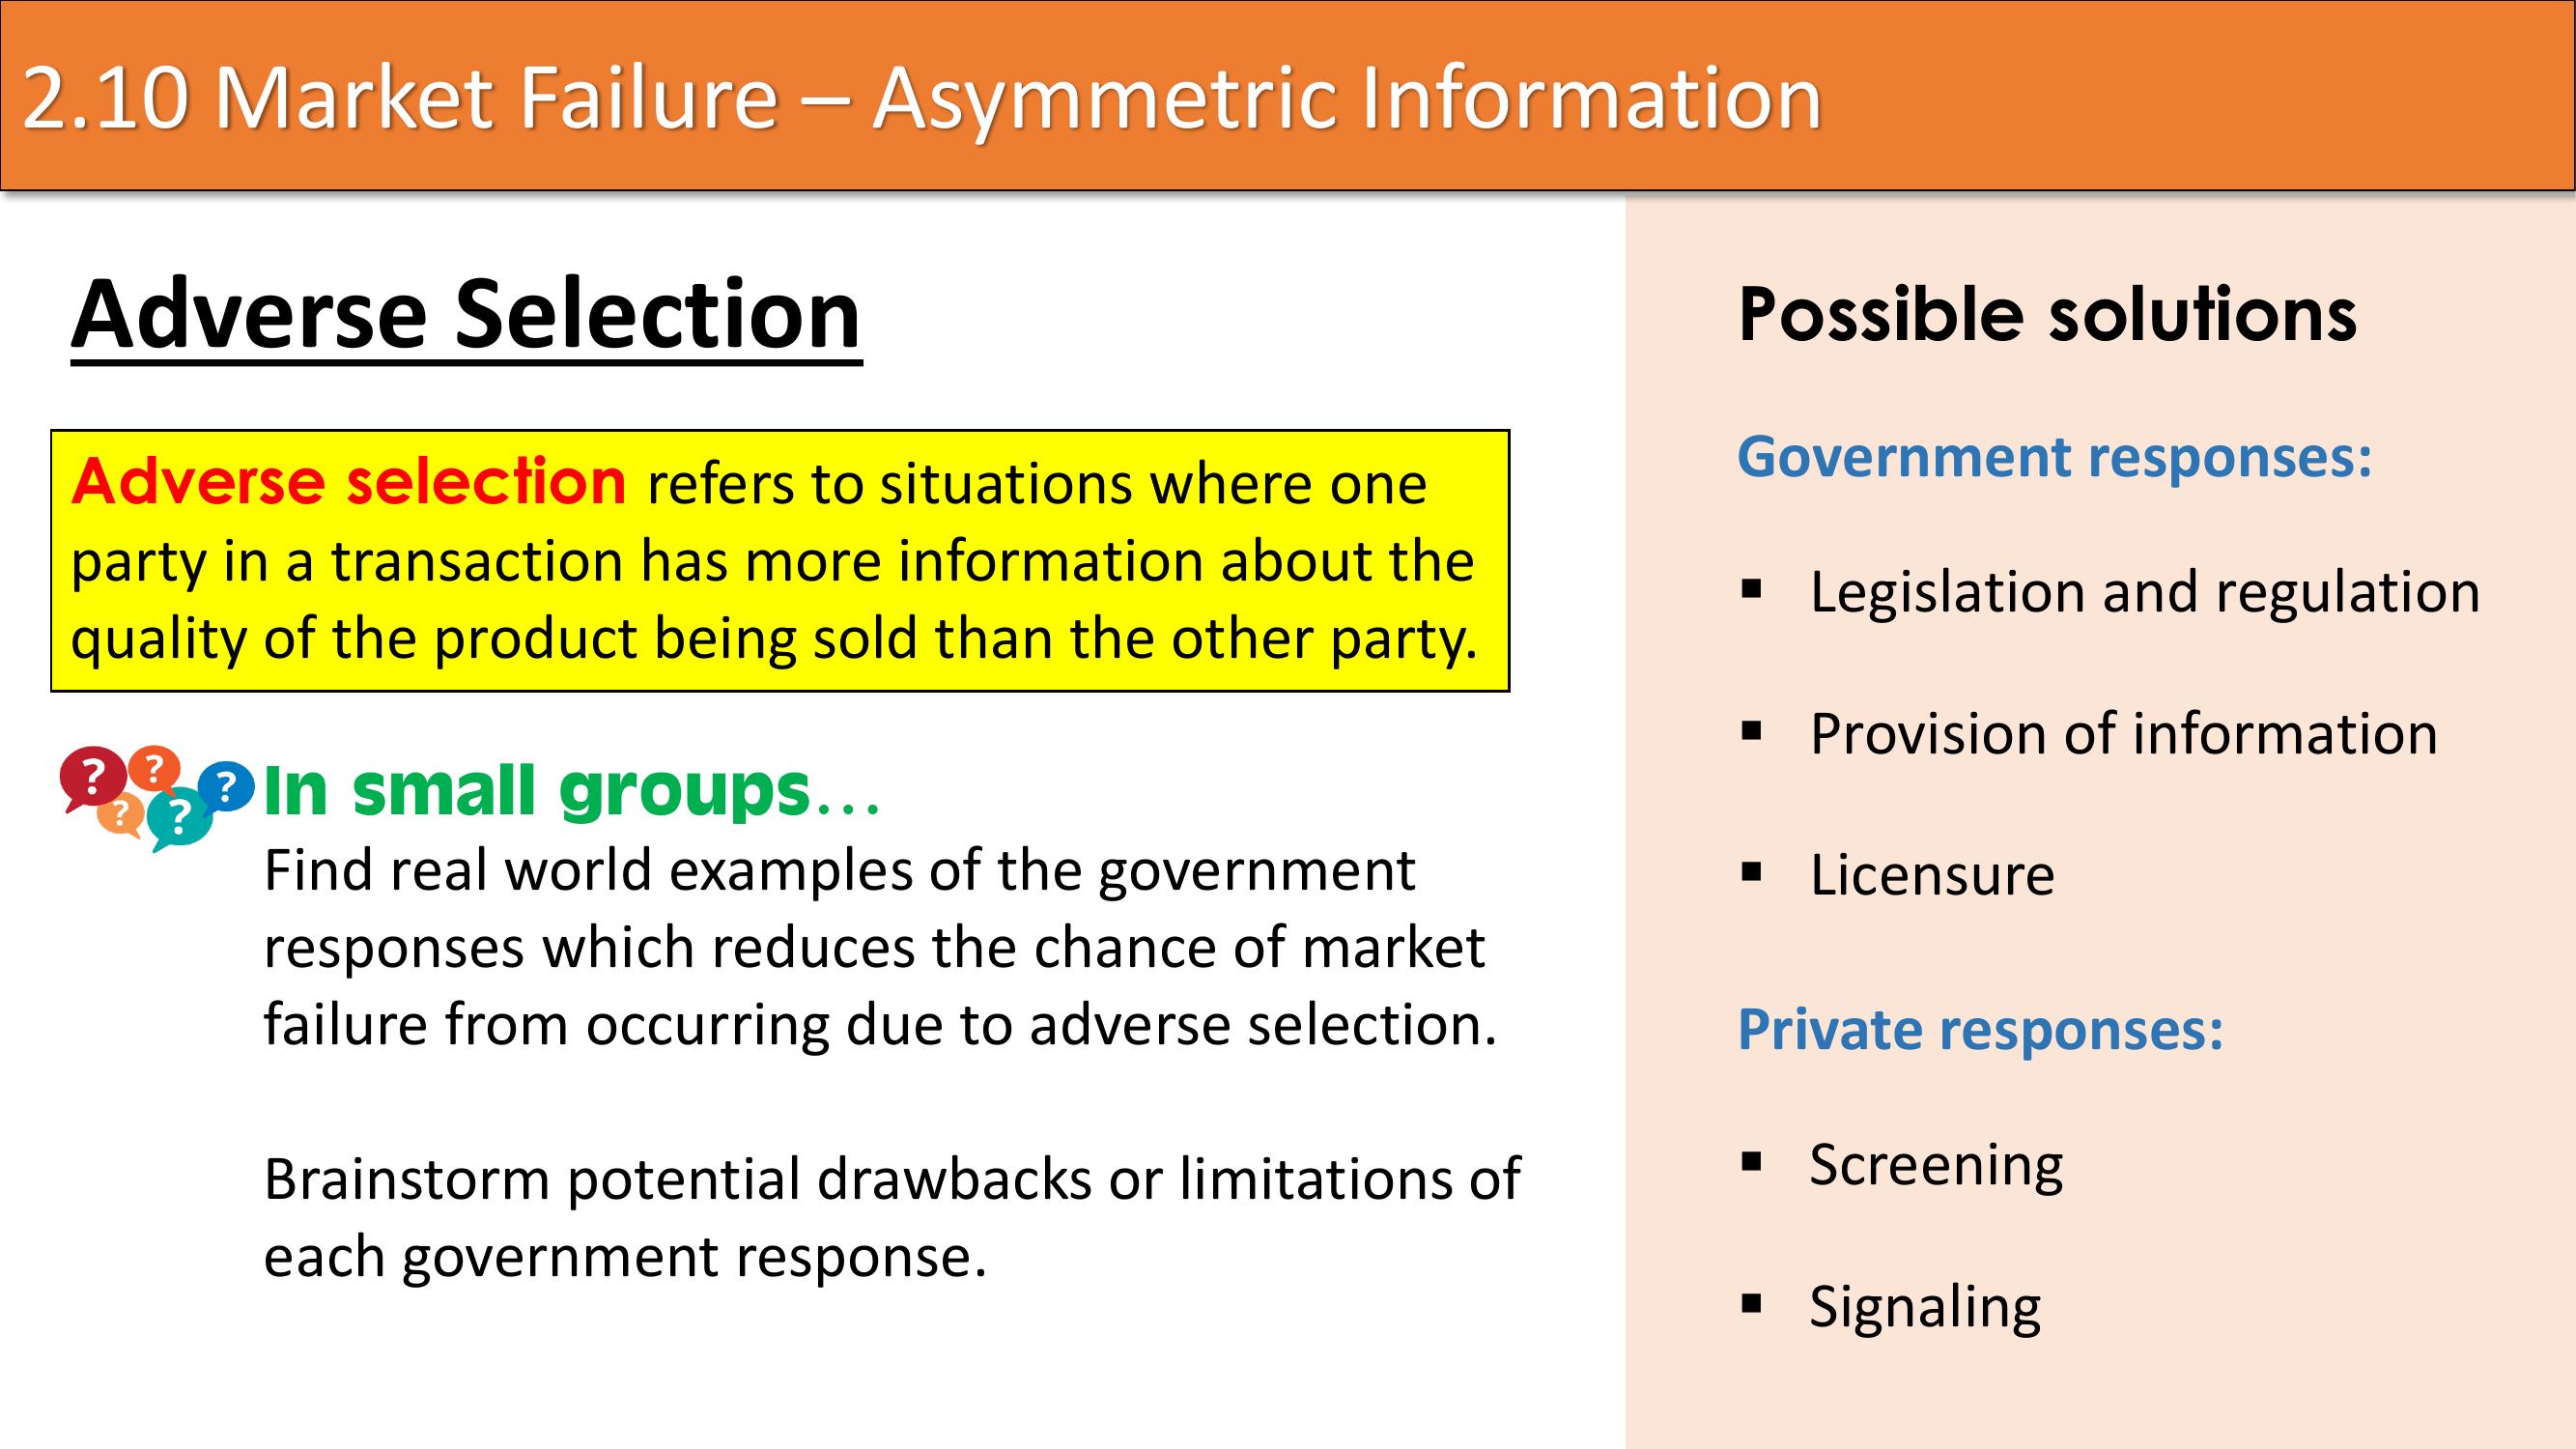 2.10 Market Failure – Asymmetric Information
Adverse Selection
Adverse selection refers to situations where one
party in a transaction has more information about the
quality of the product being sold than the other party.
? ? ? ? ?
In small groups…
Find real world examples of the government
responses which reduces the chance of market
failure from occurring due to adverse selection.
Brainstorm potential drawbacks or limitations of
each government response.
Possible solutions
Government responses:
▪ Legislation and regulation
▪ Provision of information
▪ Licensure
Private responses:
▪ Screening
▪ Signaling